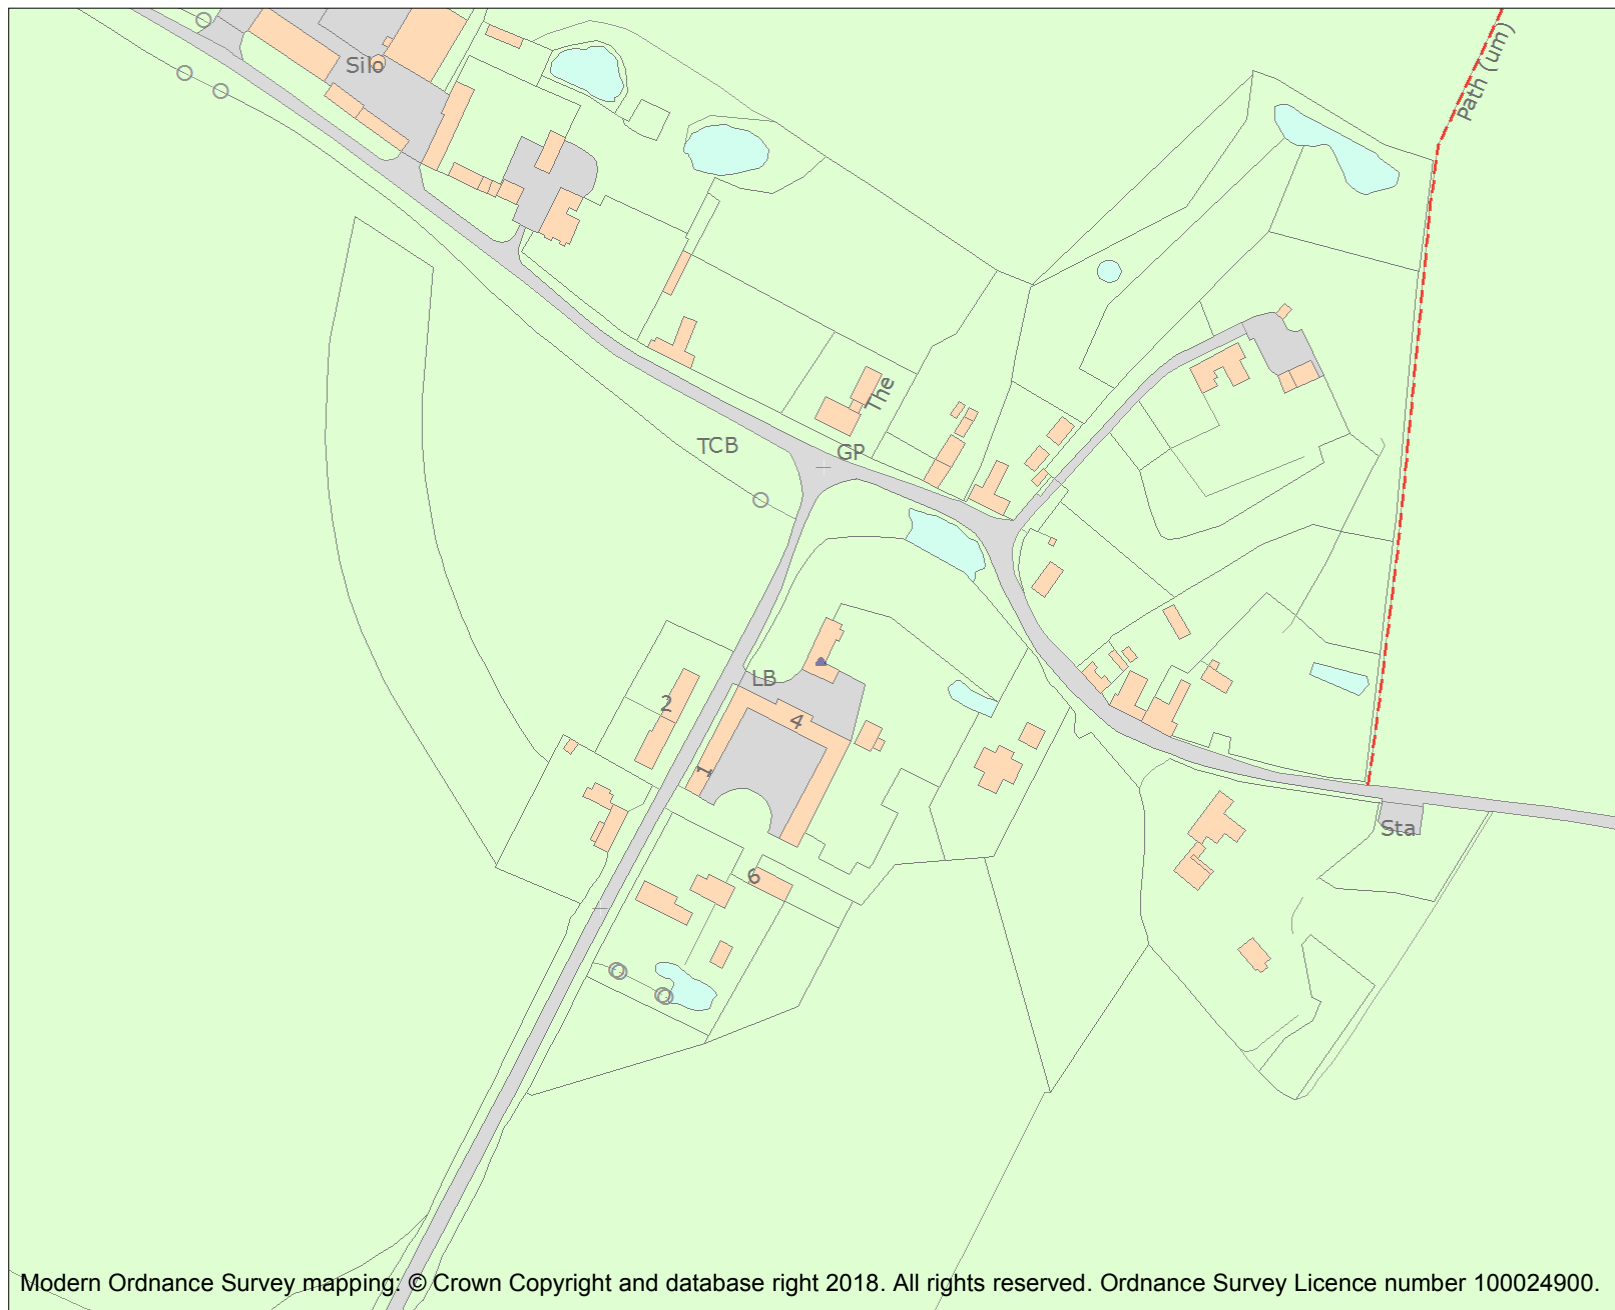 Path (um)
Silo
The
TCB
GP
LB
2
4
1
6
Sta
Modern Ordnance Survey mapping: © Crown Copyright and database right 2018. All rights reserved. Ordnance Survey Licence number 100024900.